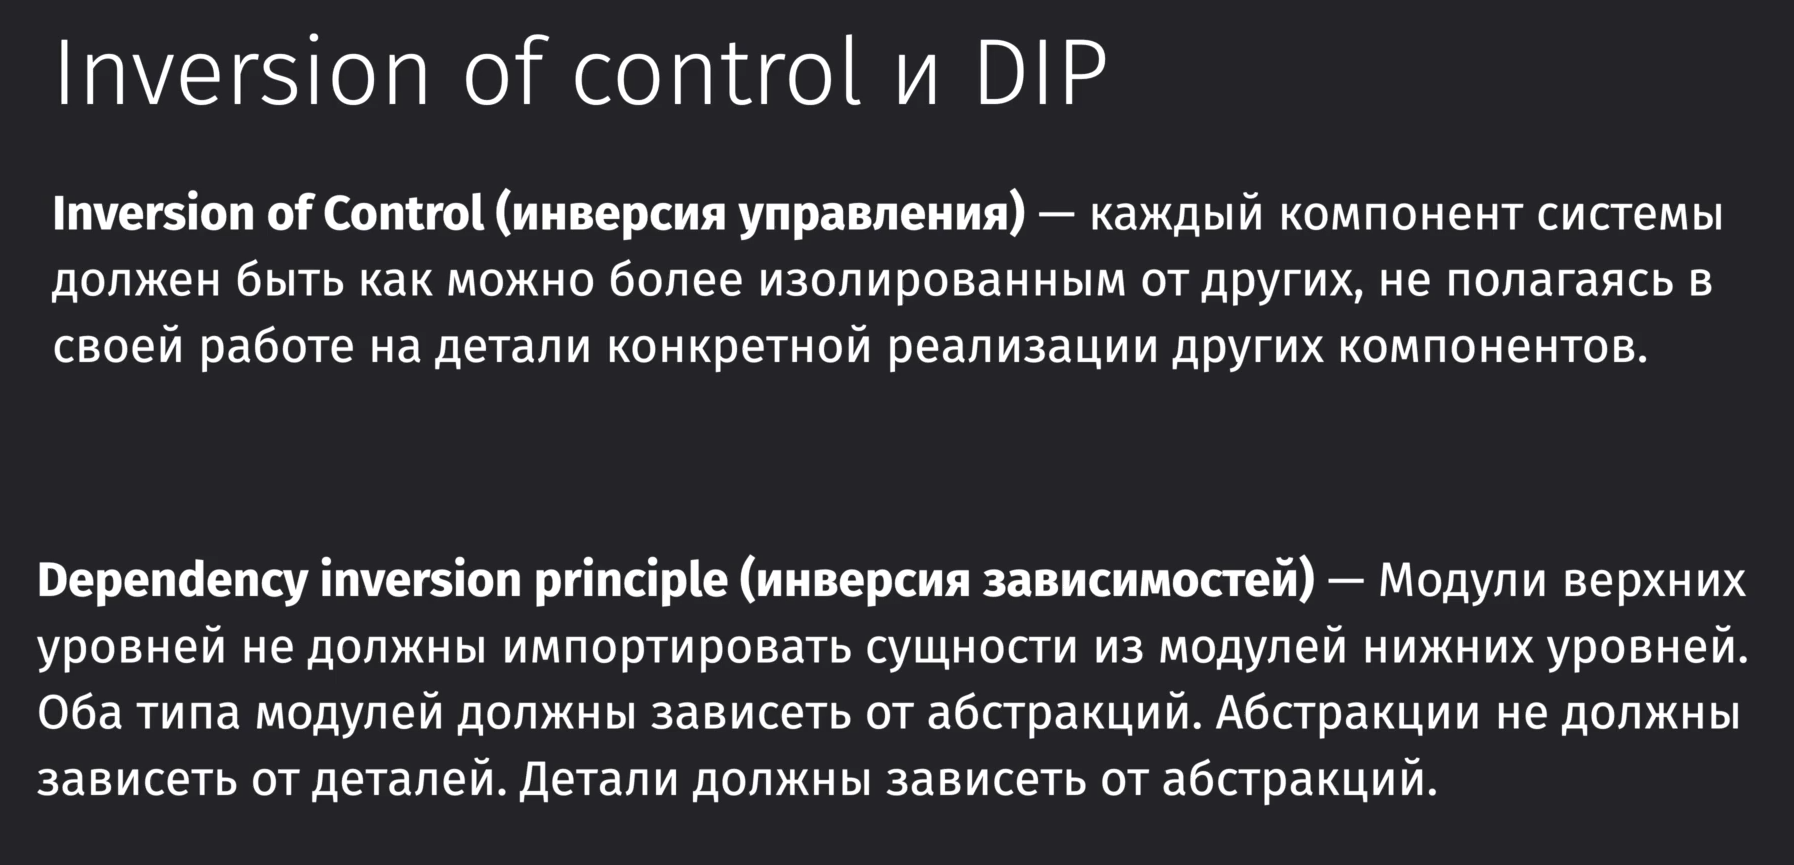 Inversion of control и DIP
Inversion of Control (инверсия управления) — каждый компонент системы
должен быть как можно более изолированным от других, не полагаясь в
своей работе на детали конкретной реализации других компонентов.
Dependency inversion principle (инверсия зависимостей) — Модули верхних
уровней не должны импортировать сущности из модулей нижних уровней.
Оба типа модулей должны зависеть от абстракций. Абстракции не должны
зависеть от деталей. Детали должны зависеть от абстракций.